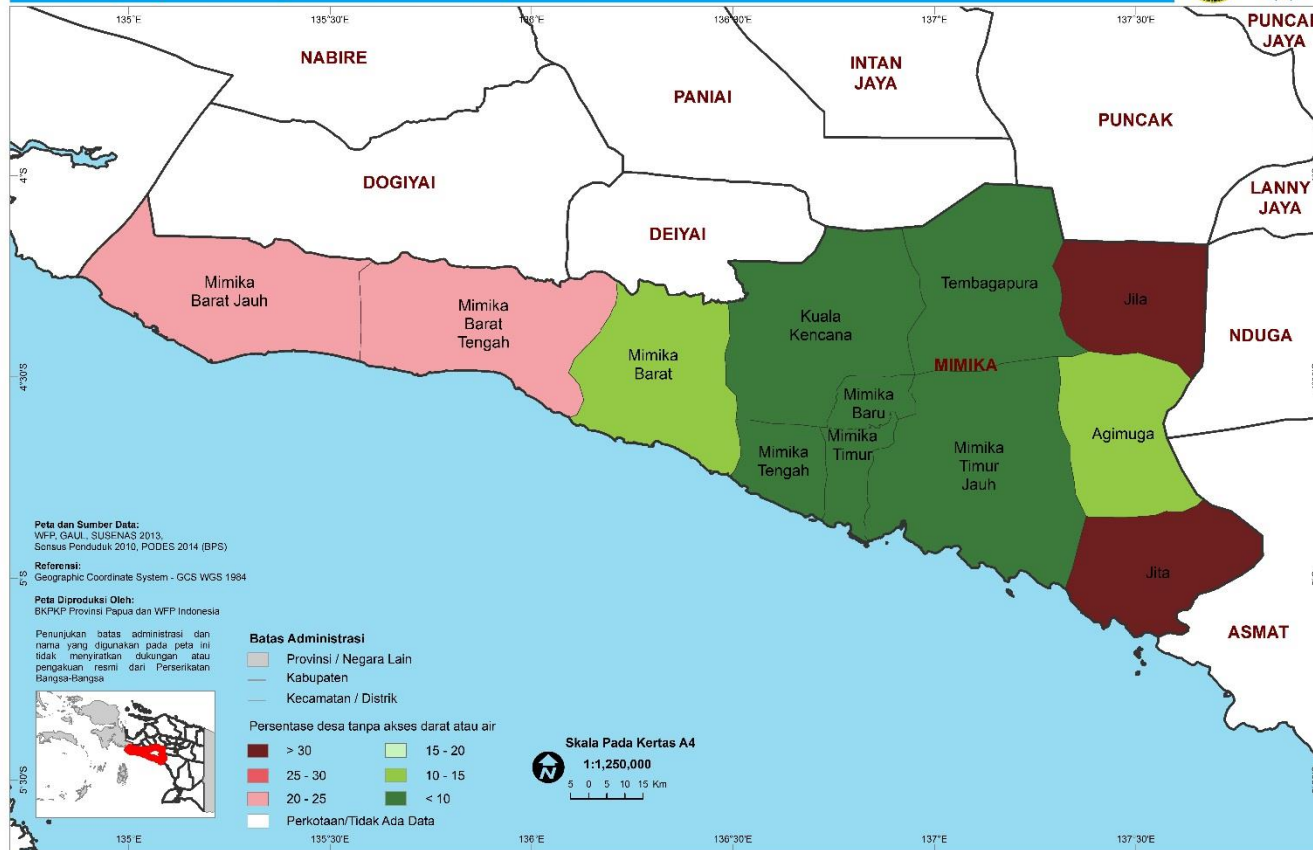 135°E
135°30'E
136°E
136°30'E
137°E
137°30'E
PUNCAK
JAYA
NABIRE
INTAN
JAYA
PANIAI
PUNCAK
4°S
DOGIYAI
LANNY
JAYA
DEIYAI
Mimika
Barat Jauh
Mimika
Barat
Tengah
Kuala
Kencana
Tembagapura
Jila
NDUGA
Mimika
Barat
MIMIKA
4°30'S
Mimika
Baru
Mimika
Tengah
Mimika
Timur
Mimika
Timur
Jauh
Agimuga
Jita
ASMAT
5°S
5°30'S
Peta dan Sumber Data:
WFP, GAUL, SUSENAS 2013,
Sensus Penduduk 2010, PODES 2014 (BPS)
Referensi:
Geographic Coordinate System - GCS WGS 1984
Peta Diproduksi Oleh:
BKPKP Provinsi Papua dan WFP Indonesia
Penunjukan batas administrasi dan
nama yang digunakan pada peta ini
tidak menyiratkan dukungan atau
pengakuan resmi dari Perserikatan
Bangsa-Bangsa
Batas Administrasi
Provinsi / Negara Lain
Kabupaten
Kecamatan / Distrik
Persentase desa tanpa akses darat atau air
> 30
25 - 30
20 - 25
15 - 20
10 - 15
< 10
Perkotaan/Tidak Ada Data
N
Skala Pada Kertas A4
1:1,250,000
5 0 5 10 15 Km
135°E
135°30'E
136°E
136°30'E
137°E
137°30'E